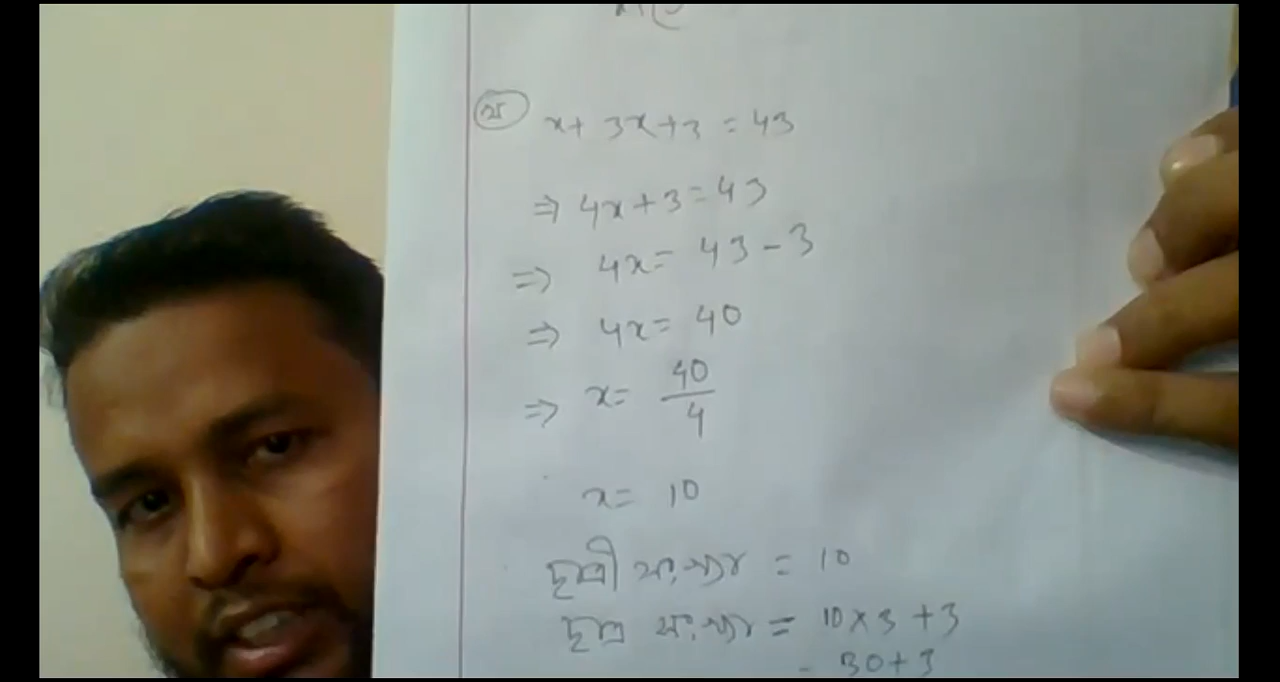 খ x + 3x + 3 = 43
⇒ 4x + 3 = 43
⇒ 4x = 43 - 3
⇒ 4x = 40
⇒ x = 40/4
x = 10
ছাত্রী সংখ্যা = 10
ছাত্র সংখ্যা = 10 × 3 + 3
= 30 + 3